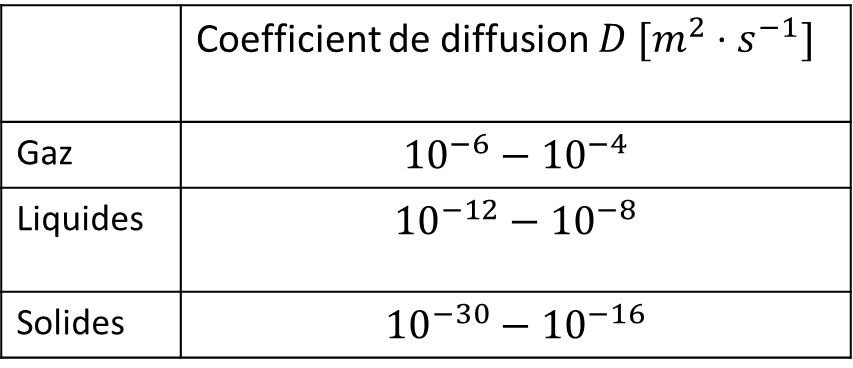 Coefficient de diffusion D [m² · s⁻¹]
Gaz 10⁻⁶ − 10⁻⁴
Liquides 10⁻¹² − 10⁻⁸
Solides 10⁻³⁰ − 10⁻¹⁶